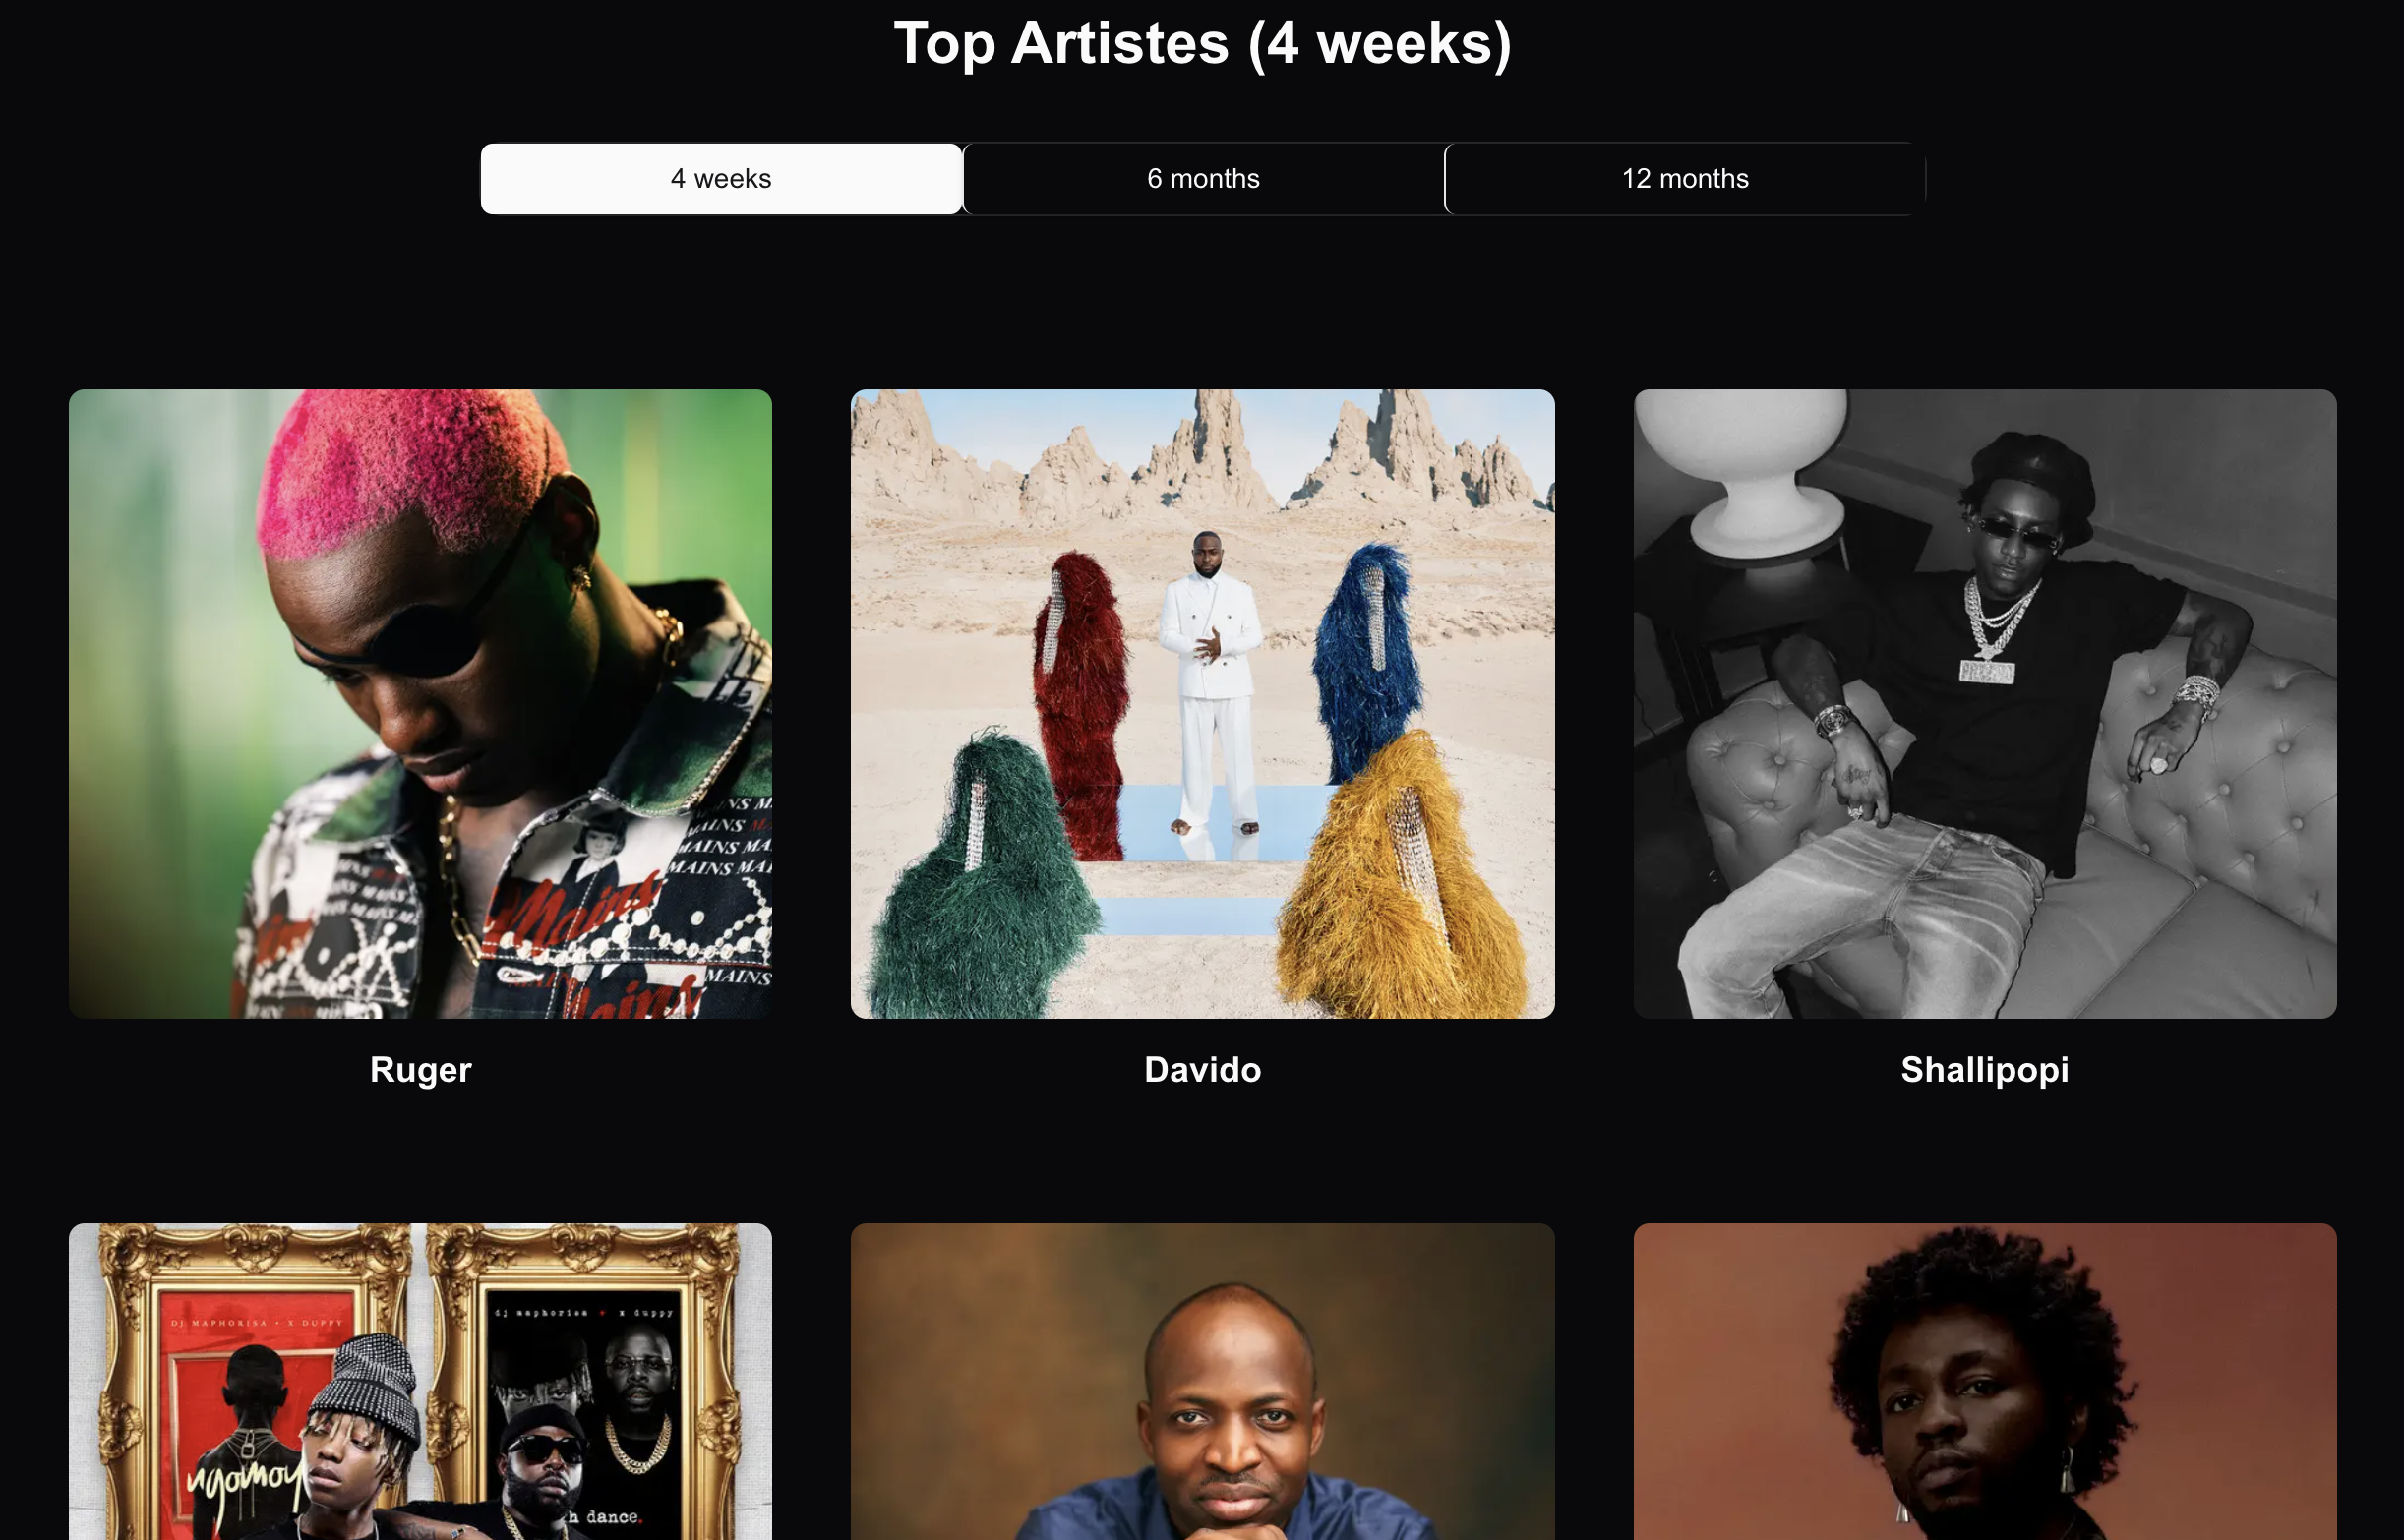 Top Artistes (4 weeks)
4 weeks
6 months
12 months
MAINS
MAINS
MAINS
Mains
MAINS
Ruger
Davido
Shallipopi
DJ MAPHORISA • X DUPPY
dj maphorisa + x duppy
ngomoy
h dance.